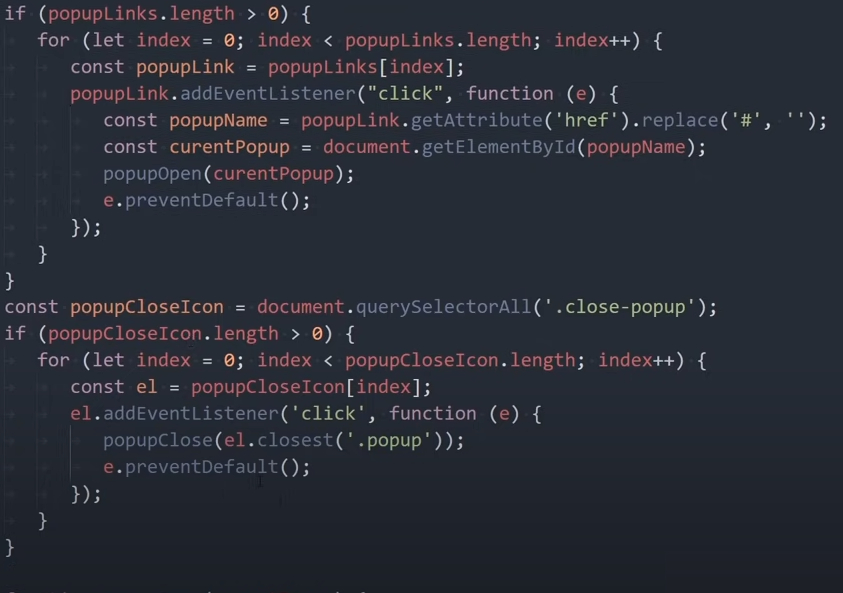 if (popupLinks.length > 0) {
for (let index = 0; index < popupLinks.length; index++) {
const popupLink = popupLinks[index];
popupLink.addEventListener("click", function (e) {
const popupName = popupLink.getAttribute('href').replace('#', '');
const curentPopup = document.getElementById(popupName);
popupOpen(curentPopup);
e.preventDefault();
});
}
}
const popupCloseIcon = document.querySelectorAll('.close-popup');
if (popupCloseIcon.length > 0) {
for (let index = 0; index < popupCloseIcon.length; index++) {
const el = popupCloseIcon[index];
el.addEventListener('click', function (e) {
popupClose(el.closest('.popup'));
e.preventDefault();
});
}
}